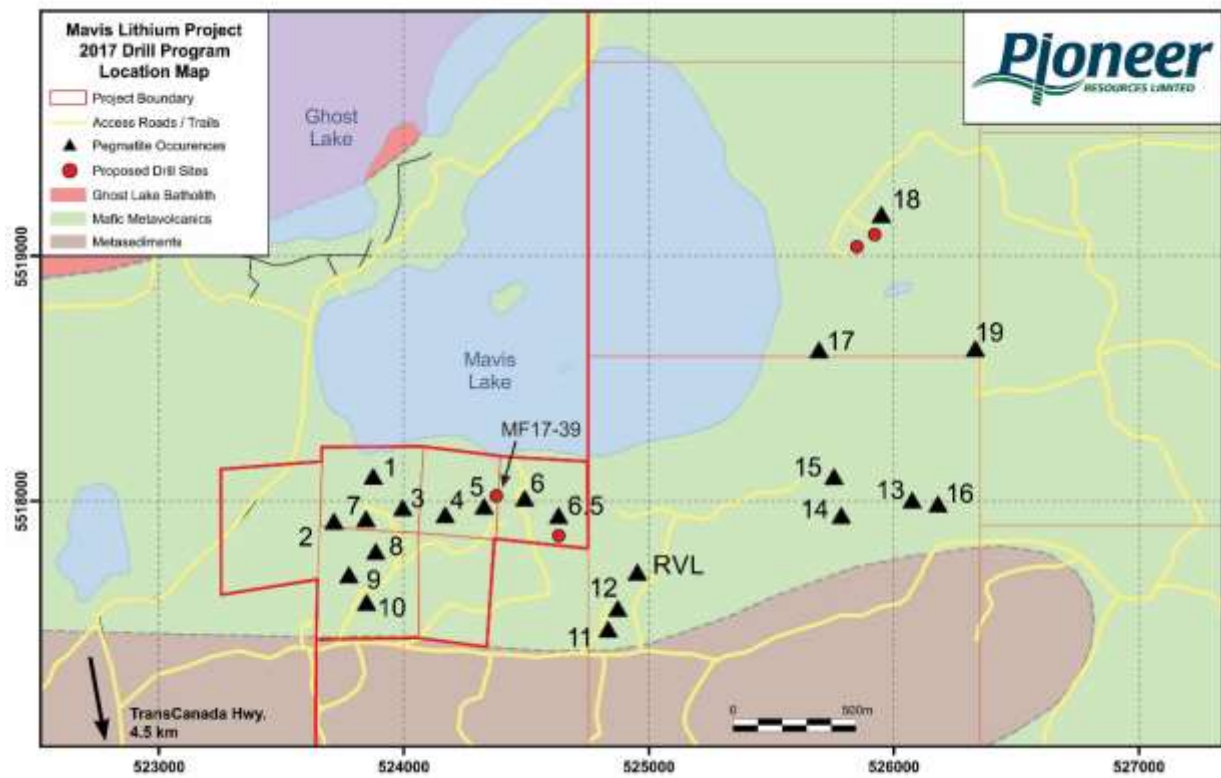 Mavis Lithium Project
2017 Drill Program
Location Map
Project Boundary
Access Roads / Trails
Pegmatite Occurences
Proposed Drill Sites
Ghost Lake Batholith
Mafic Metavolcanics
Metasediments
Pioneer
RESOURCES LIMITED
Ghost
Lake
18
5519000
5519000
17
19
Mavis
Lake
MF17-39
1
5
6
15
7
3
4
6.5
13
16
5518000
5518000
2
14
8
RVL
9
12
10
11
TransCanada Hwy.
4.5 km
0
500m
523000
524000
525000
526000
527000